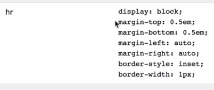 hr display: block;
margin-top: 0.5em;
margin-bottom: 0.5em;
margin-left: auto;
margin-right: auto;
border-style: inset;
border-width: 1px;